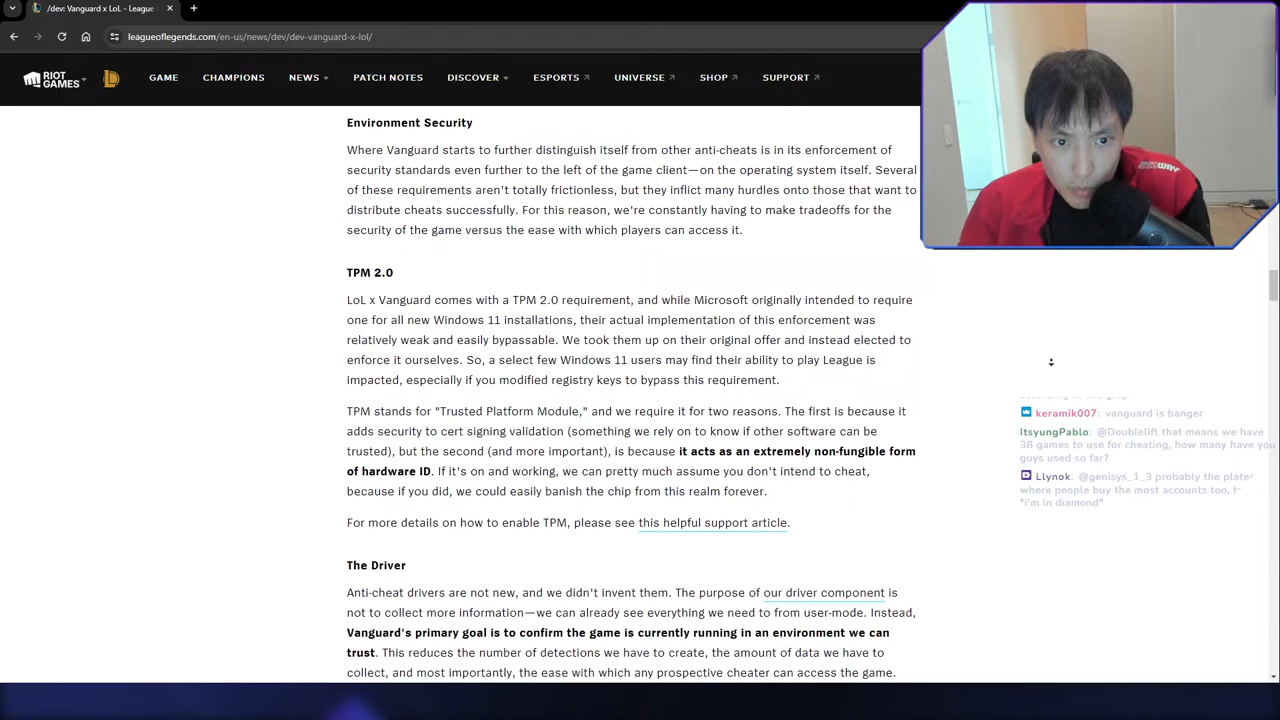 /dev: Vanguard x LoL - League
leagueoflegends.com/en-us/news/dev/dev-vanguard-x-lol/
RIOT GAMES
GAME
CHAMPIONS
NEWS
PATCH NOTES
DISCOVER
ESPORTS
UNIVERSE
SHOP
SUPPORT
Environment Security
Where Vanguard starts to further distinguish itself from other anti-cheats is in its enforcement of
security standards even further to the left of the game client—on the operating system itself. Several
of these requirements aren't totally frictionless, but they inflict many hurdles onto those that want to
distribute cheats successfully. For this reason, we're constantly having to make tradeoffs for the
security of the game versus the ease with which players can access it.
TPM 2.0
LoL x Vanguard comes with a TPM 2.0 requirement, and while Microsoft originally intended to require
one for all new Windows 11 installations, their actual implementation of this enforcement was
relatively weak and easily bypassable. We took them up on their original offer and instead elected to
enforce it ourselves. So, a select few Windows 11 users may find their ability to play League is
impacted, especially if you modified registry keys to bypass this requirement.
TPM stands for "Trusted Platform Module," and we require it for two reasons. The first is because it
adds security to cert signing validation (something we rely on to know if other software can be
trusted), but the second (and more important), is because it acts as an extremely non-fungible form
of hardware ID. If it's on and working, we can pretty much assume you don't intend to cheat,
because if you did, we could easily banish the chip from this realm forever.
For more details on how to enable TPM, please see this helpful support article.
The Driver
Anti-cheat drivers are not new, and we didn't invent them. The purpose of our driver component is
not to collect more information—we can already see everything we need to from user-mode. Instead,
Vanguard's primary goal is to confirm the game is currently running in an environment we can
trust. This reduces the number of detections we have to create, the amount of data we have to
collect, and most importantly, the ease with which any prospective cheater can access the game.
keramik007: vanguard is banger
ItsyungPablo: @Doublelift that means we have
38 games to use for cheating, how many have you
guys used so far?
Llynok: @genisys_1_3 probably the
where people buy the most accounts too,
*i'm in diamond*